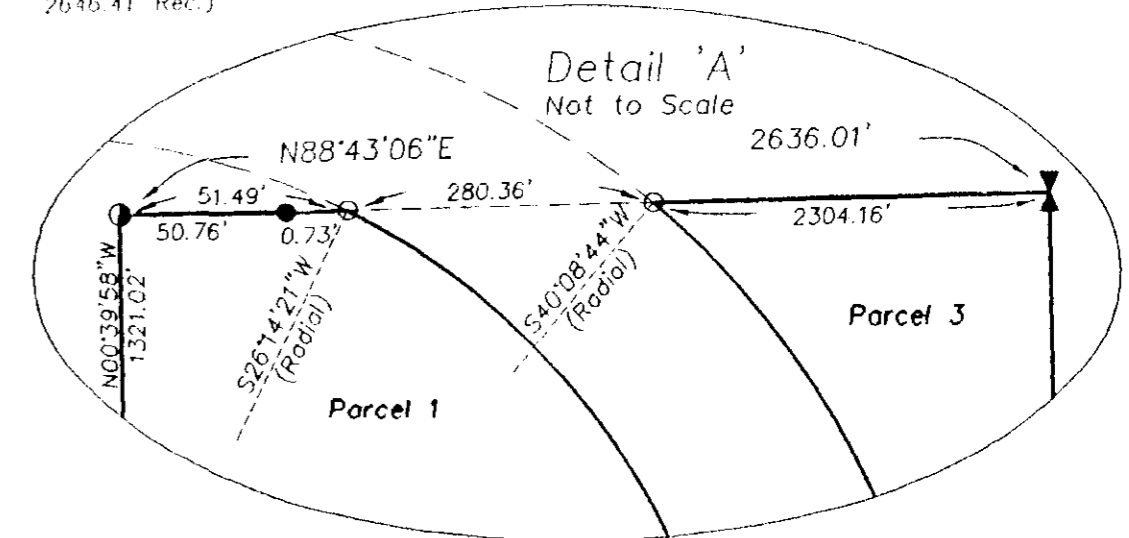 2646.41' Rec.)
Detail 'A'
Not to Scale
2636.01'
N88°43'06"E
51.49'
280.36'
2304.16'
50.76'
0.73'
N00°39'58"W
1321.02'
S26°14'21"W
(Radial)
S40°08'44"W
(Radial)
Parcel 3
Parcel 1